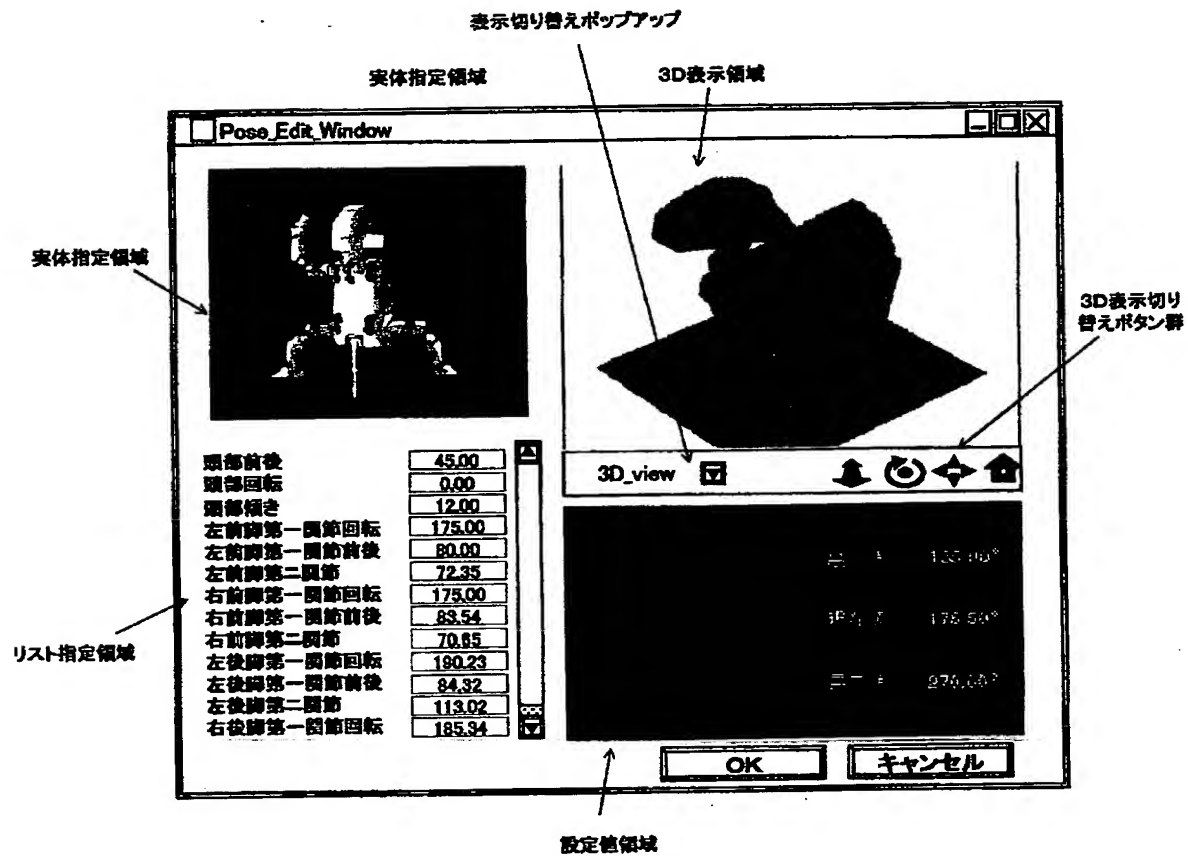 表示切り替えポップアップ
実体指定領域
3D表示領域
Pose_Edit_Window
実体指定領域
3D表示切り
替えボタン群
3D_view
頭部前後 45.00
頭部回転 0.00
頭部傾き 12.00
左前脚第一関節回転 175.00
左前脚第一関節前後 80.00
左前脚第二関節 72.35
右前脚第一関節回転 175.00
右前脚第一関節前後 83.54
右前脚第二関節 70.65
左後脚第一関節回転 190.23
左後脚第一関節前後 84.32
左後脚第二関節 113.02
右後脚第一関節回転 185.34
リスト指定領域
176.50°
270.00°
OK
キャンセル
設定値領域